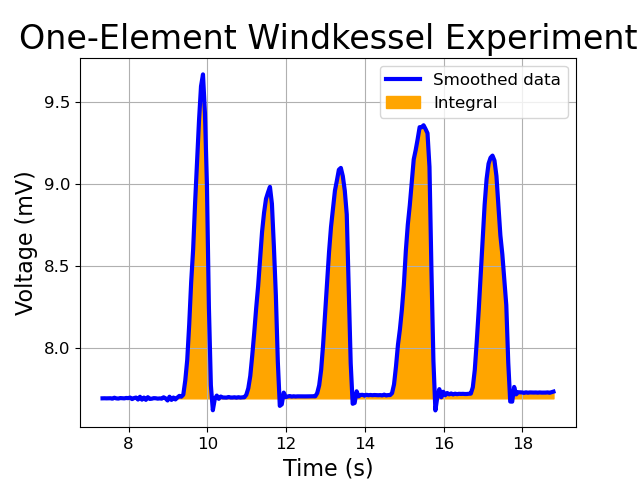 One-Element Windkessel Experiment
Smoothed data
Integral
Voltage (mV)
9.5
9.0
8.5
8.0
8
10
12
14
16
18
Time (s)